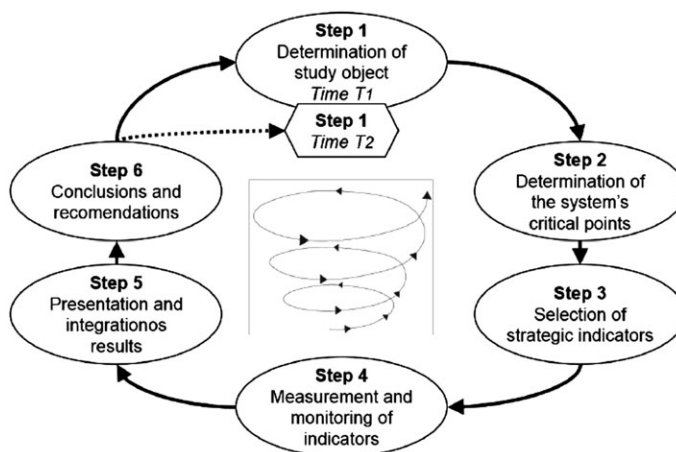 Step 1
Determination of
study object
Time T1
Step 1
Time T2
Step 2
Determination of
the system's
critical points
Step 3
Selection of
strategic indicators
Step 4
Measurement and
monitoring of
indicators
Step 5
Presentation and
integrationos
results
Step 6
Conclusions and
recomendations